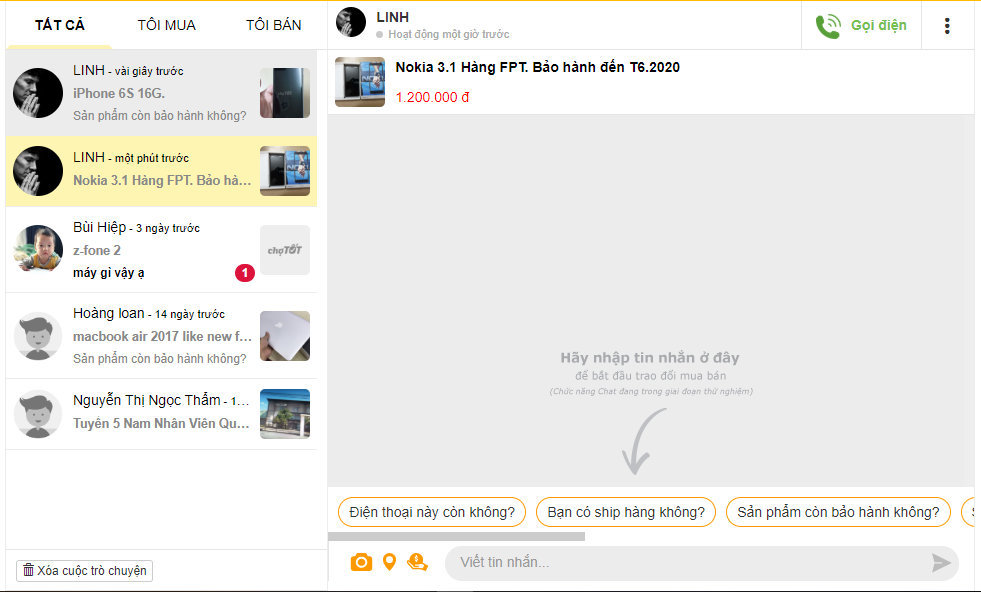 TẤT CẢ
TÔI MUA
TÔI BÁN
LINH - vài giây trước
iPhone 6S 16G.
Sản phẩm còn bảo hành không?
LINH - một phút trước
Nokia 3.1 Hàng FPT. Bảo hà...
Bùi Hiệp - 3 ngày trước
z-fone 2
máy gì vậy ạ
1
chợTỐT
Hoàng loan - 14 ngày trước
macbook air 2017 like new f...
Sản phẩm còn bảo hành không?
Nguyễn Thị Ngọc Thẩm - 1...
Tuyển 5 Nam Nhân Viên Qu...
Xóa cuộc trò chuyện
LINH
Hoạt động một giờ trước
Gọi điện
Nokia 3.1 Hàng FPT. Bảo hành đến T6.2020
1.200.000 đ
Hãy nhập tin nhắn ở đây
để bắt đầu trao đổi mua bán
(Chức năng Chat đang trong giai đoạn thử nghiệm)
Điện thoại này còn không?
Bạn có ship hàng không?
Sản phẩm còn bảo hành không?
Viết tin nhắn...